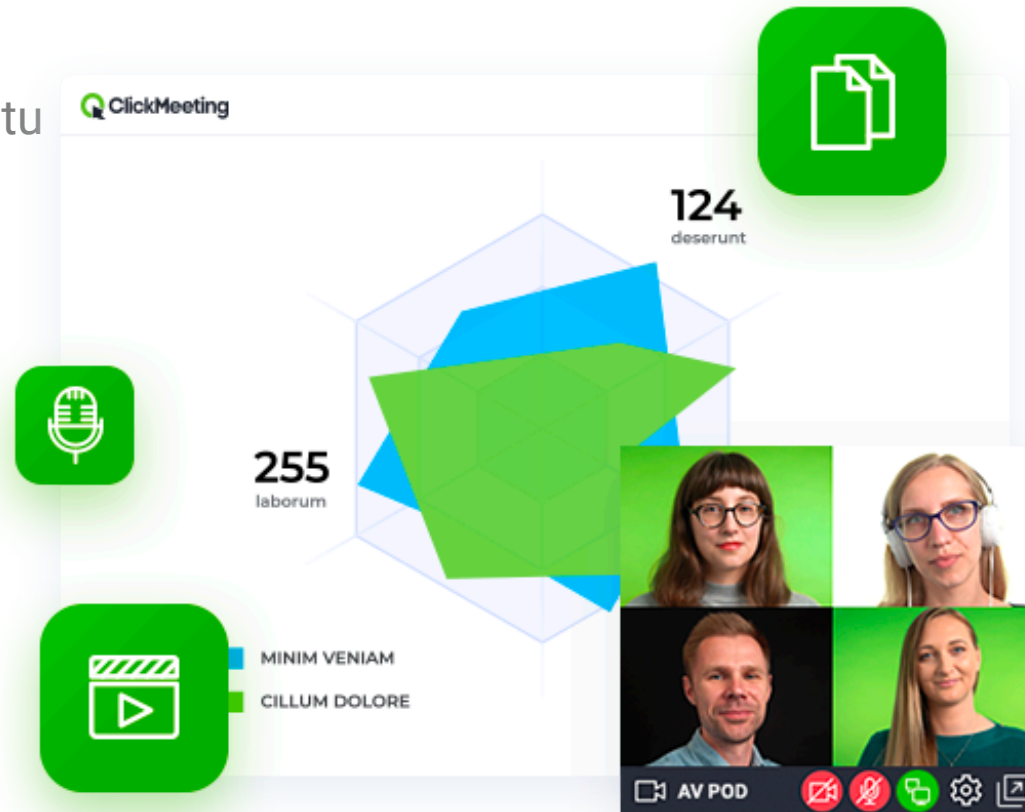 tu
ClickMeeting
124
deserunt
255
laborum
MINIM VENIAM
CILLUM DOLORE
AV POD